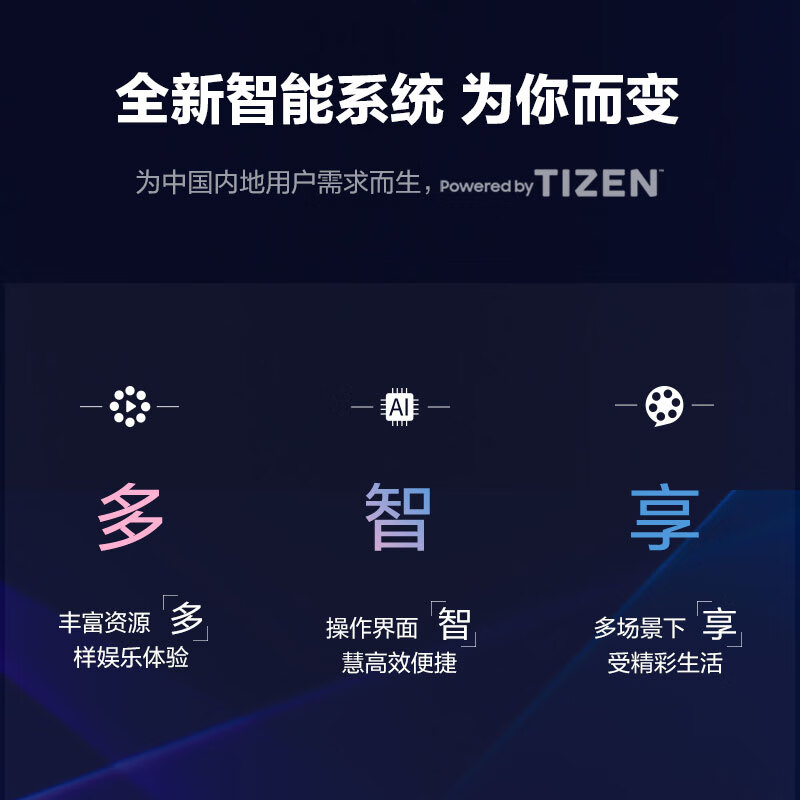 全新智能系统 为你而变
为中国内地用户需求而生，Powered by TIZEN™
AI
多
智
享
丰富资源「多」
样娱乐体验
操作界面「智」
慧高效便捷
多场景下「享」
受精彩生活